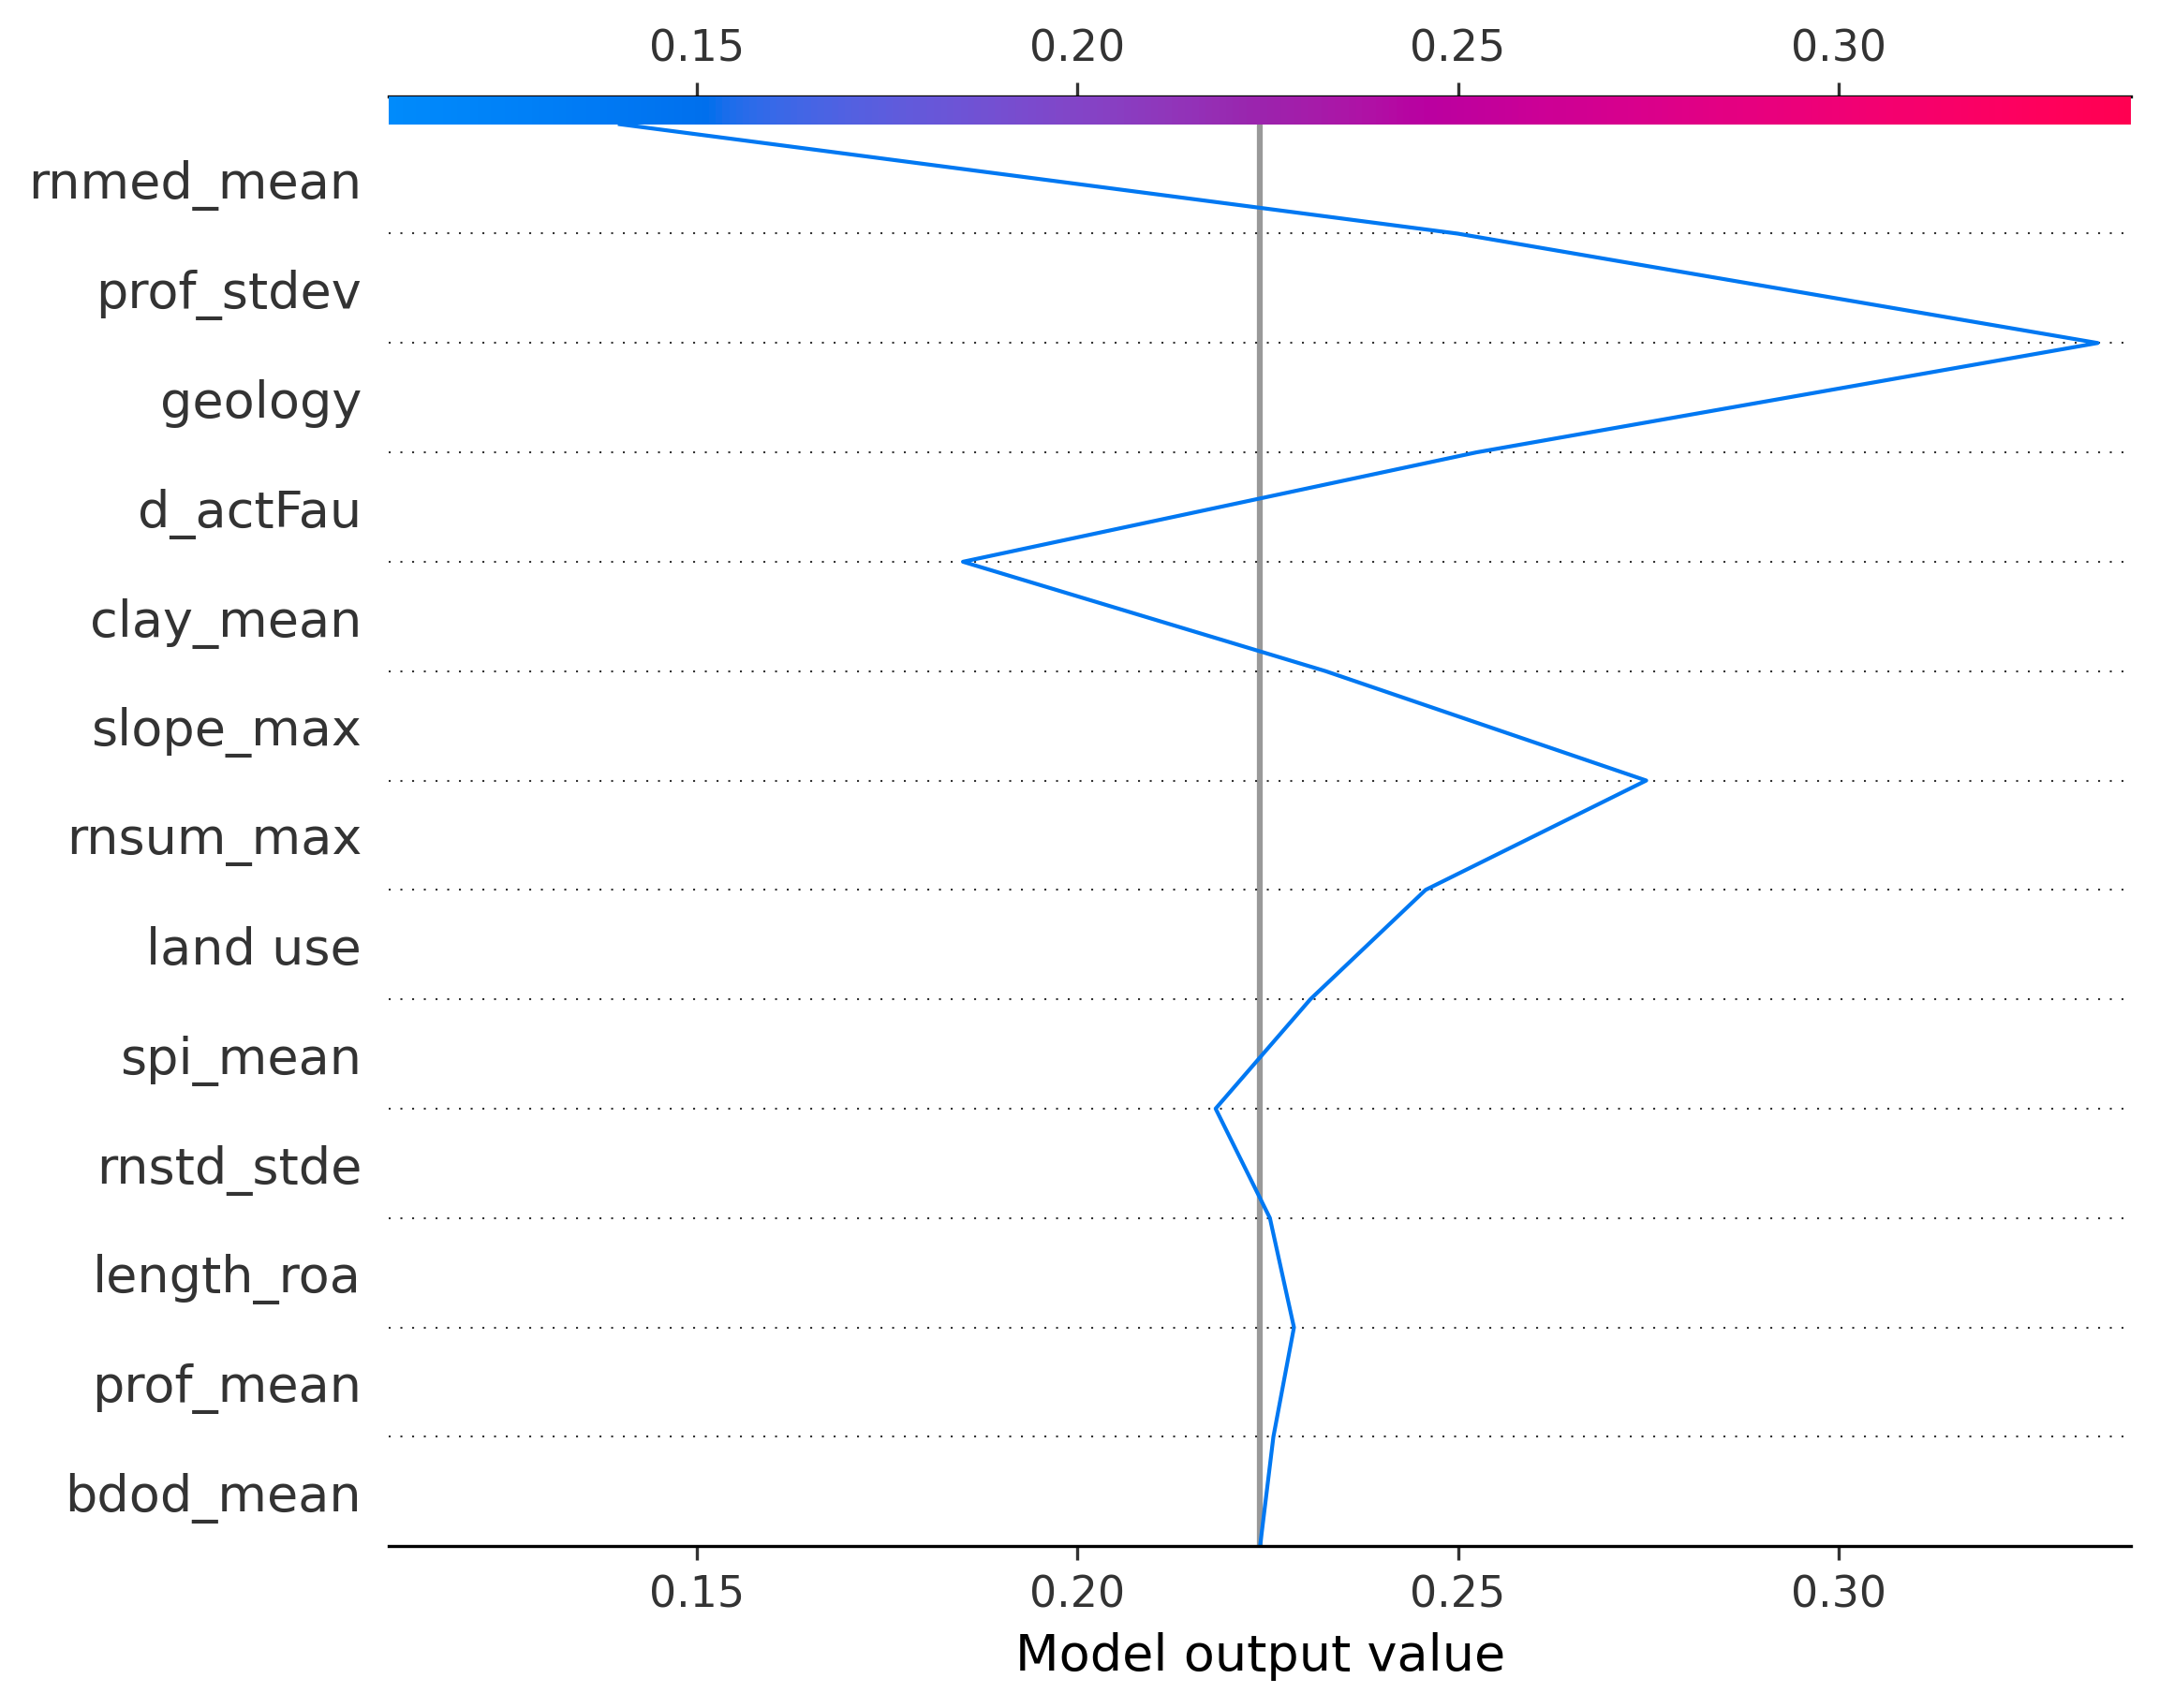 0.15 0.20 0.25 0.30
rnmed_mean
prof_stdev
geology
d_actFau
clay_mean
slope_max
rnsum_max
land use
spi_mean
rnstd_stde
length_roa
prof_mean
bdod_mean
0.15 0.20 0.25 0.30
Model output value